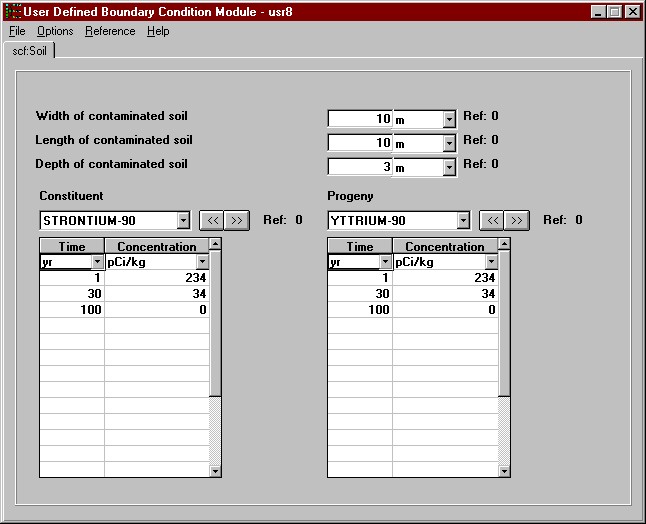 User Defined Boundary Condition Module - usr8
File Options Reference Help
scf:Soil
Width of contaminated soil 10 m Ref: 0
Length of contaminated soil 10 m Ref: 0
Depth of contaminated soil 3 m Ref: 0
Constituent Progeny
STRONTIUM-90 << >> Ref: 0 YTTRIUM-90 << >> Ref: 0
Time Concentration Time Concentration
yr pCi/kg yr pCi/kg
1 234 1 234
30 34 30 34
100 0 100 0